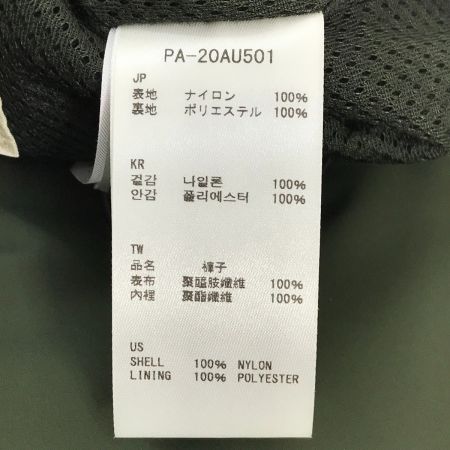 PA-20AU501
JP
表地 ナイロン 100%
裏地 ポリエステル 100%
KR
겉감 나일론 100%
안감 폴리에스터 100%
TW
品名 褲子
表布 聚醯胺纖維 100%
內裡 聚酯纖維 100%
US
SHELL 100% NYLON
LINING 100% POLYESTER